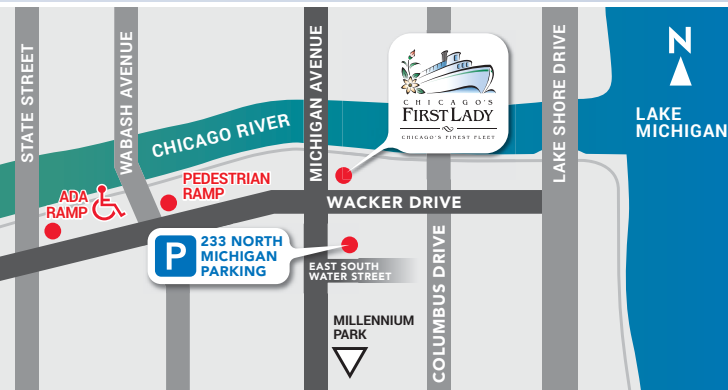 STATE STREET
WABASH AVENUE
CHICAGO RIVER
MICHIGAN AVENUE
CHICAGO'S
FIRST LADY
CHICAGO'S FINEST FLEET
LAKE SHORE DRIVE
N
LAKE
MICHIGAN
ADA
RAMP
PEDESTRIAN
RAMP
WACKER DRIVE
P
233 NORTH
MICHIGAN
PARKING
EAST SOUTH
WATER STREET
COLUMBUS DRIVE
MILLENNIUM
PARK